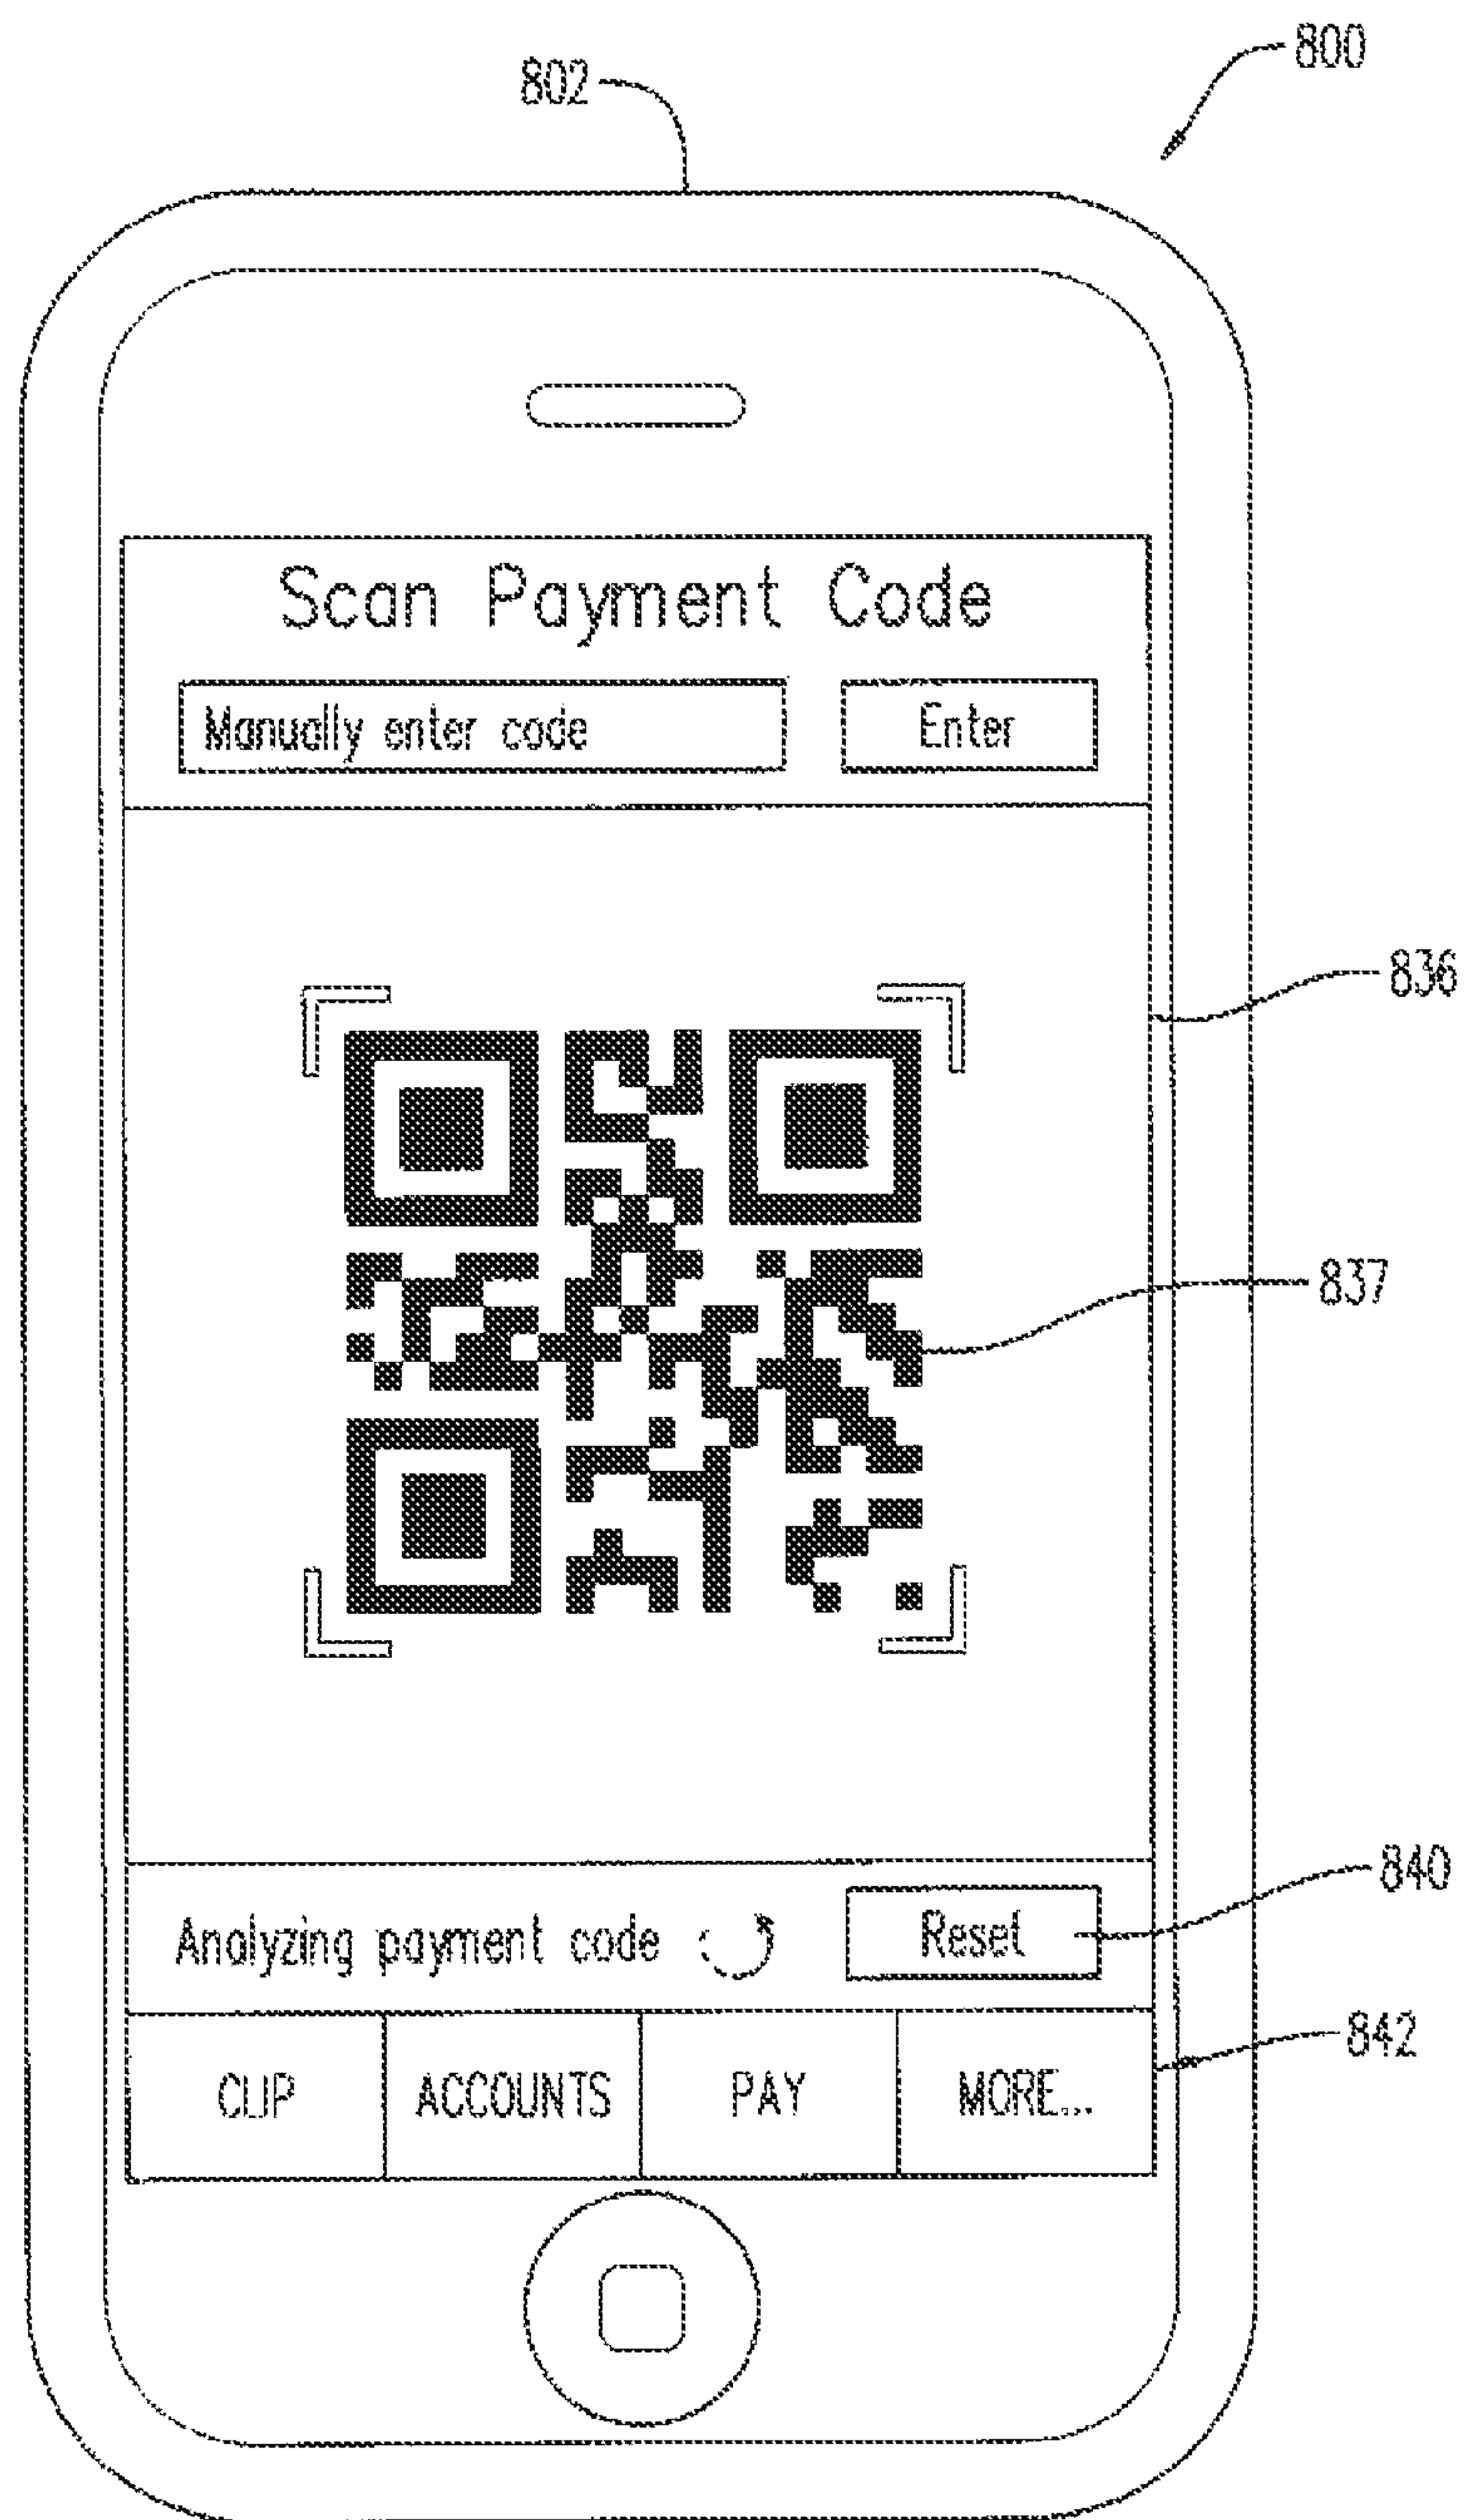 800
802
Scan Payment Code
Manually enter code
Enter
836
837
840
Analyzing payment code
Reset
842
CLIP
ACCOUNTS
PAY
MORE...